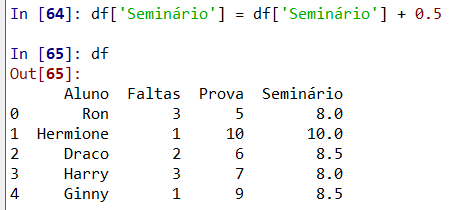 In [64]: df['Seminário'] = df['Seminário'] + 0.5
In [65]: df
Out[65]:
Aluno Faltas Prova Seminário
0 Ron 3 5 8.0
1 Hermione 1 10 10.0
2 Draco 2 6 8.5
3 Harry 3 7 8.0
4 Ginny 1 9 8.5